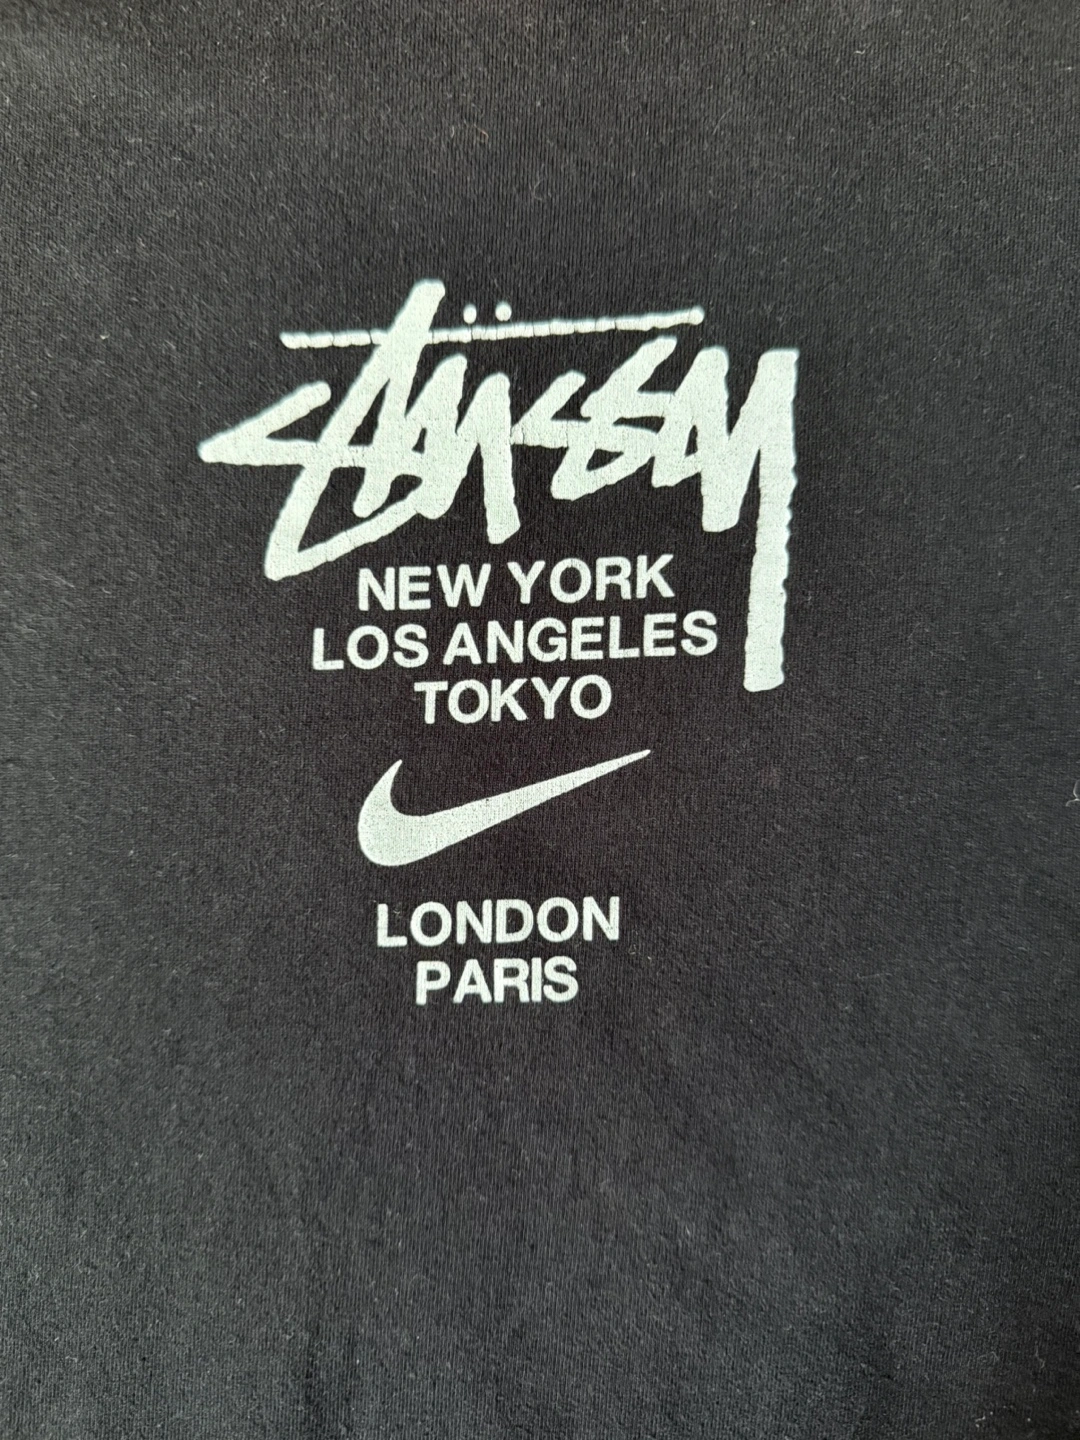 Stüssy
NEW YORK
LOS ANGELES
TOKYO
LONDON
PARIS